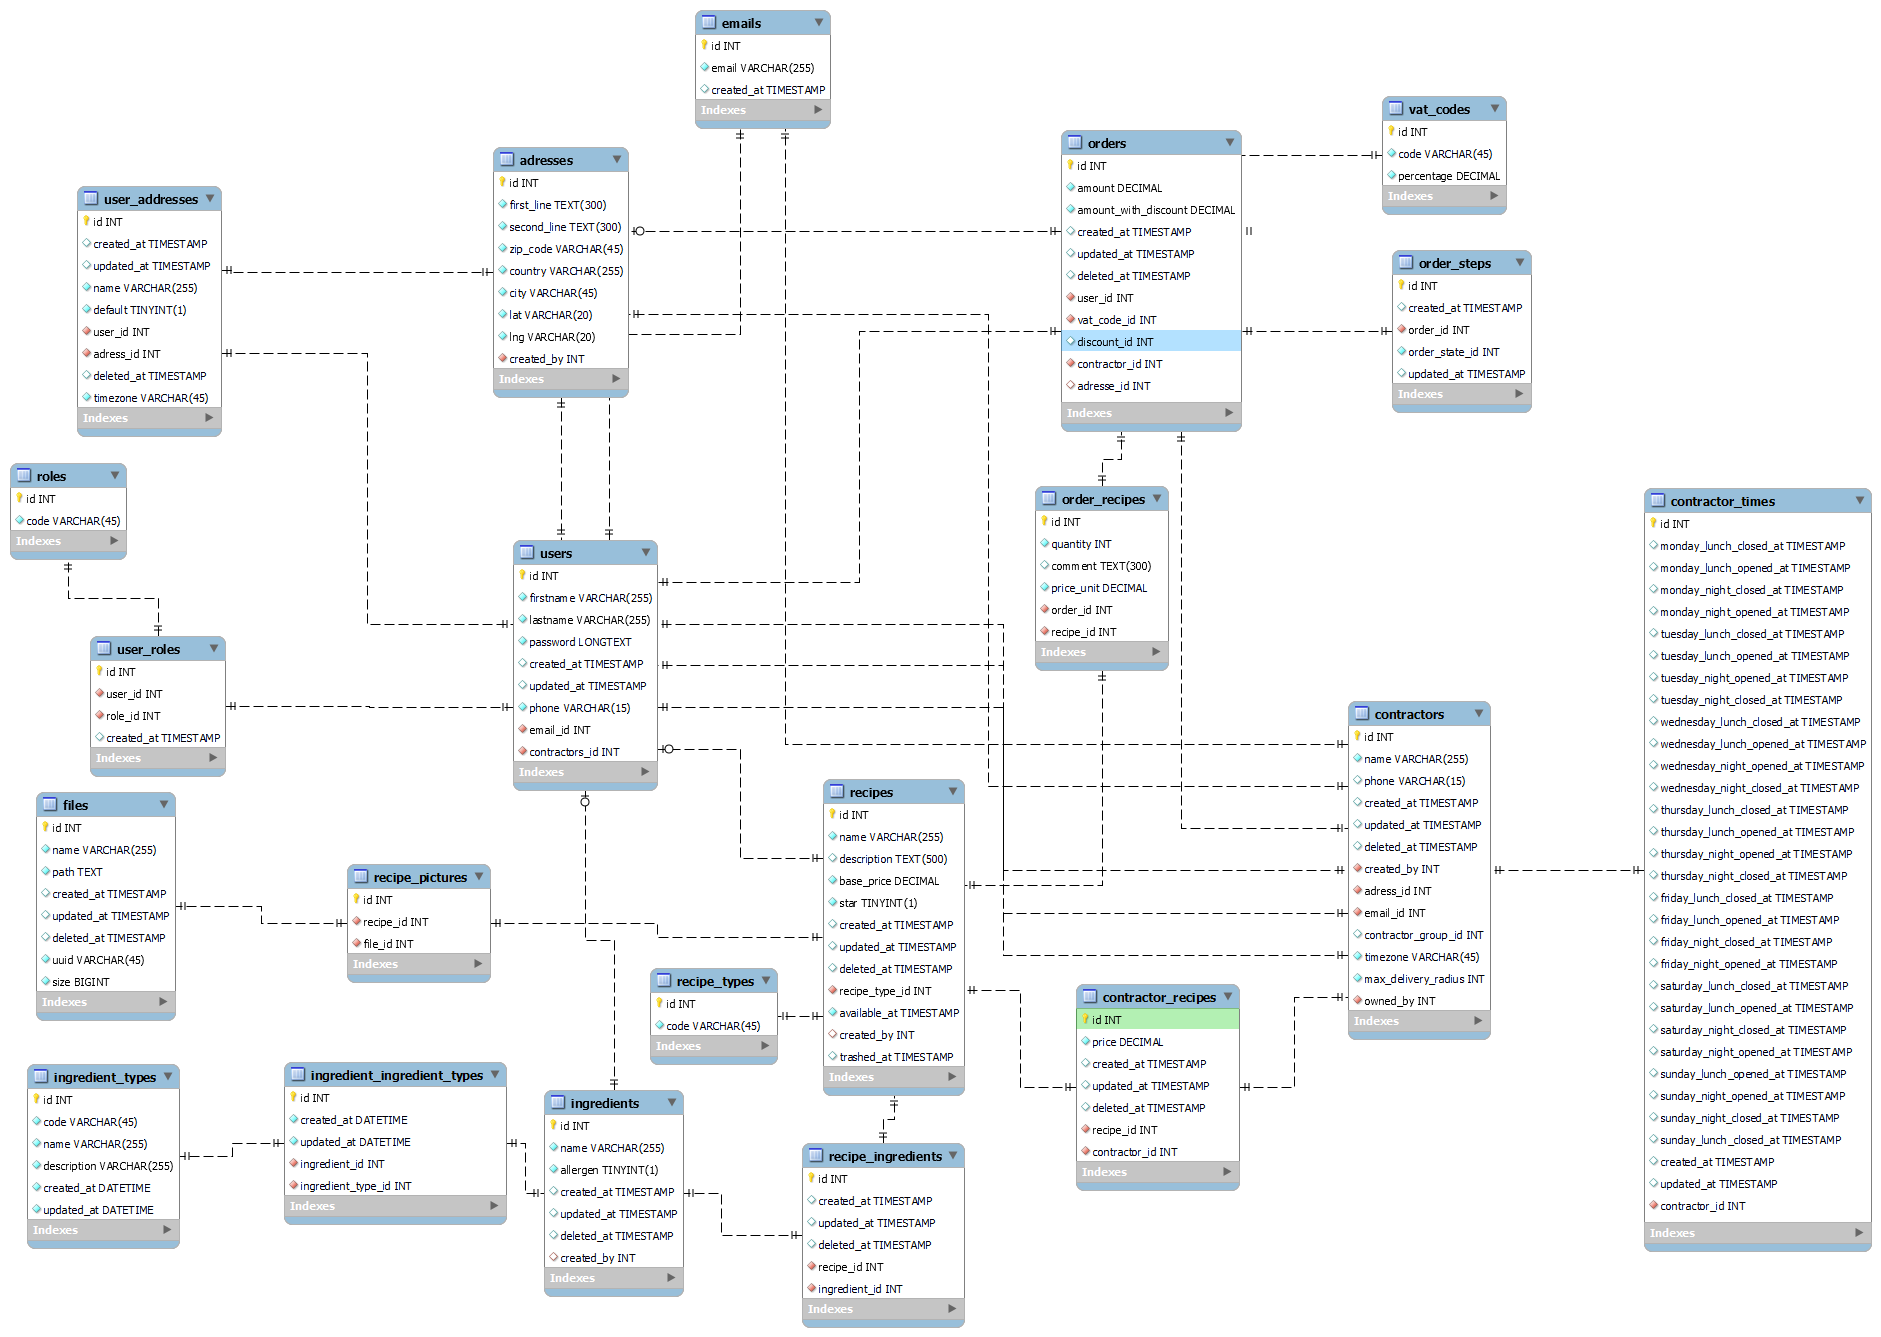 emails
id INT
email VARCHAR(255)
created_at TIMESTAMP
Indexes
vat_codes
id INT
code VARCHAR(45)
percentage DECIMAL
Indexes
orders
id INT
amount DECIMAL
amount_with_discount DECIMAL
created_at TIMESTAMP
updated_at TIMESTAMP
deleted_at TIMESTAMP
user_id INT
vat_code_id INT
discount_id INT
contractor_id INT
adresse_id INT
Indexes
adresses
id INT
first_line TEXT(300)
second_line TEXT(300)
zip_code VARCHAR(45)
country VARCHAR(255)
city VARCHAR(45)
lat VARCHAR(20)
lng VARCHAR(20)
created_by INT
Indexes
user_addresses
id INT
created_at TIMESTAMP
updated_at TIMESTAMP
name VARCHAR(255)
default TINYINT(1)
user_id INT
adress_id INT
deleted_at TIMESTAMP
timezone VARCHAR(45)
Indexes
order_steps
id INT
created_at TIMESTAMP
order_id INT
order_state_id INT
updated_at TIMESTAMP
Indexes
roles
id INT
code VARCHAR(45)
Indexes
order_recipes
id INT
quantity INT
comment TEXT(300)
price_unit DECIMAL
order_id INT
recipe_id INT
Indexes
contractor_times
id INT
monday_lunch_closed_at TIMESTAMP
monday_lunch_opened_at TIMESTAMP
monday_night_closed_at TIMESTAMP
monday_night_opened_at TIMESTAMP
tuesday_lunch_closed_at TIMESTAMP
tuesday_lunch_opened_at TIMESTAMP
tuesday_night_opened_at TIMESTAMP
tuesday_night_closed_at TIMESTAMP
wednesday_lunch_closed_at TIMESTAMP
wednesday_lunch_opened_at TIMESTAMP
wednesday_night_opened_at TIMESTAMP
wednesday_night_closed_at TIMESTAMP
thursday_lunch_closed_at TIMESTAMP
thursday_lunch_opened_at TIMESTAMP
thursday_night_opened_at TIMESTAMP
thursday_night_closed_at TIMESTAMP
friday_lunch_closed_at TIMESTAMP
friday_lunch_opened_at TIMESTAMP
friday_night_closed_at TIMESTAMP
friday_night_opened_at TIMESTAMP
saturday_lunch_closed_at TIMESTAMP
saturday_lunch_opened_at TIMESTAMP
saturday_night_closed_at TIMESTAMP
saturday_night_opened_at TIMESTAMP
sunday_lunch_opened_at TIMESTAMP
sunday_night_opened_at TIMESTAMP
sunday_night_closed_at TIMESTAMP
sunday_lunch_closed_at TIMESTAMP
created_at TIMESTAMP
updated_at TIMESTAMP
contractor_id INT
Indexes
users
id INT
firstname VARCHAR(255)
lastname VARCHAR(255)
password LONGTEXT
created_at TIMESTAMP
updated_at TIMESTAMP
phone VARCHAR(15)
email_id INT
contractors_id INT
Indexes
user_roles
id INT
user_id INT
role_id INT
created_at TIMESTAMP
Indexes
contractors
id INT
name VARCHAR(255)
phone VARCHAR(15)
created_at TIMESTAMP
updated_at TIMESTAMP
deleted_at TIMESTAMP
created_by INT
adress_id INT
email_id INT
contractor_group_id INT
timezone VARCHAR(45)
max_delivery_radius INT
owned_by INT
Indexes
files
id INT
name VARCHAR(255)
path TEXT
created_at TIMESTAMP
updated_at TIMESTAMP
deleted_at TIMESTAMP
uuid VARCHAR(45)
size BIGINT
Indexes
recipe_pictures
id INT
recipe_id INT
file_id INT
Indexes
recipes
id INT
name VARCHAR(255)
description TEXT(500)
base_price DECIMAL
star TINYINT(1)
created_at TIMESTAMP
updated_at TIMESTAMP
deleted_at TIMESTAMP
recipe_type_id INT
available_at TIMESTAMP
created_by INT
trashed_at TIMESTAMP
Indexes
recipe_types
id INT
code VARCHAR(45)
Indexes
contractor_recipes
id INT
price DECIMAL
created_at TIMESTAMP
updated_at TIMESTAMP
deleted_at TIMESTAMP
recipe_id INT
contractor_id INT
Indexes
ingredient_types
id INT
code VARCHAR(45)
name VARCHAR(255)
description VARCHAR(255)
created_at DATETIME
updated_at DATETIME
Indexes
ingredient_ingredient_types
id INT
created_at DATETIME
updated_at DATETIME
ingredient_id INT
ingredient_type_id INT
Indexes
ingredients
id INT
name VARCHAR(255)
allergen TINYINT(1)
created_at TIMESTAMP
updated_at TIMESTAMP
deleted_at TIMESTAMP
created_by INT
Indexes
recipe_ingredients
id INT
created_at TIMESTAMP
updated_at TIMESTAMP
deleted_at TIMESTAMP
recipe_id INT
ingredient_id INT
Indexes